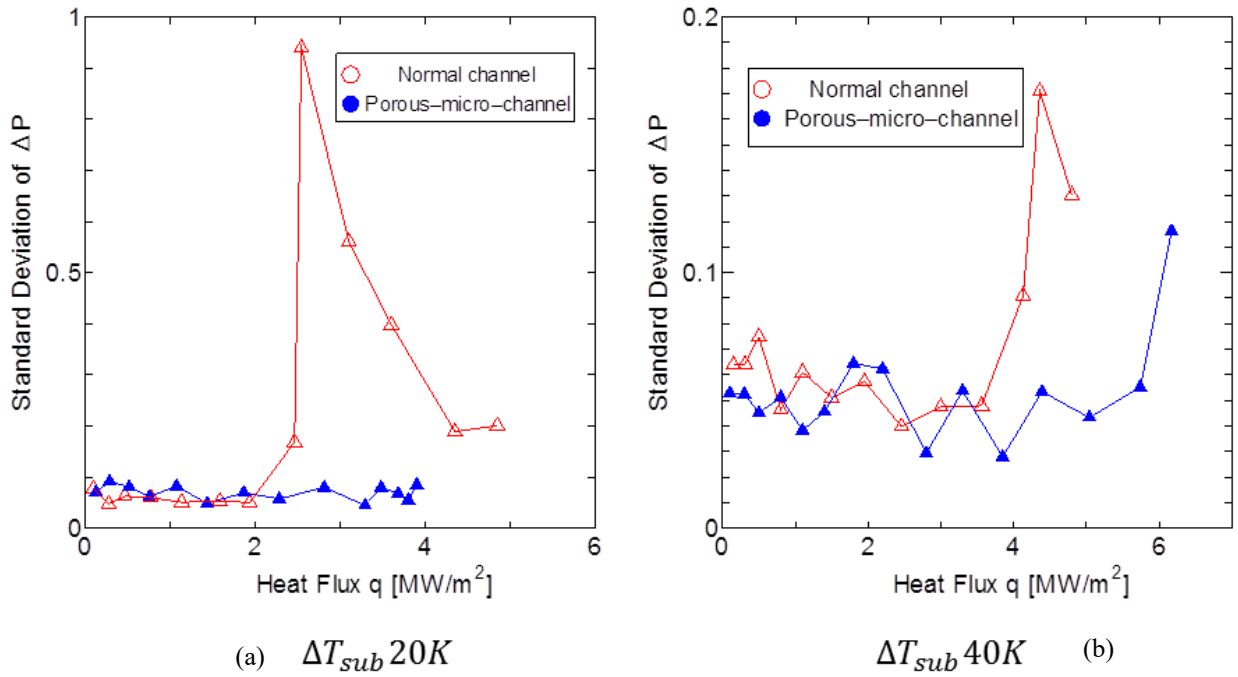 1
0.5
0
0
2
4
6
Standard Deviation of Δ P
Heat Flux q [MW/m²]
Normal channel
Porous−micro−channel
(a) ΔT_sub 20K
0.2
0.1
0
0
2
4
6
Standard Deviation of Δ P
Heat Flux q [MW/m²]
Normal channel
Porous−micro−channel
ΔT_sub 40K (b)